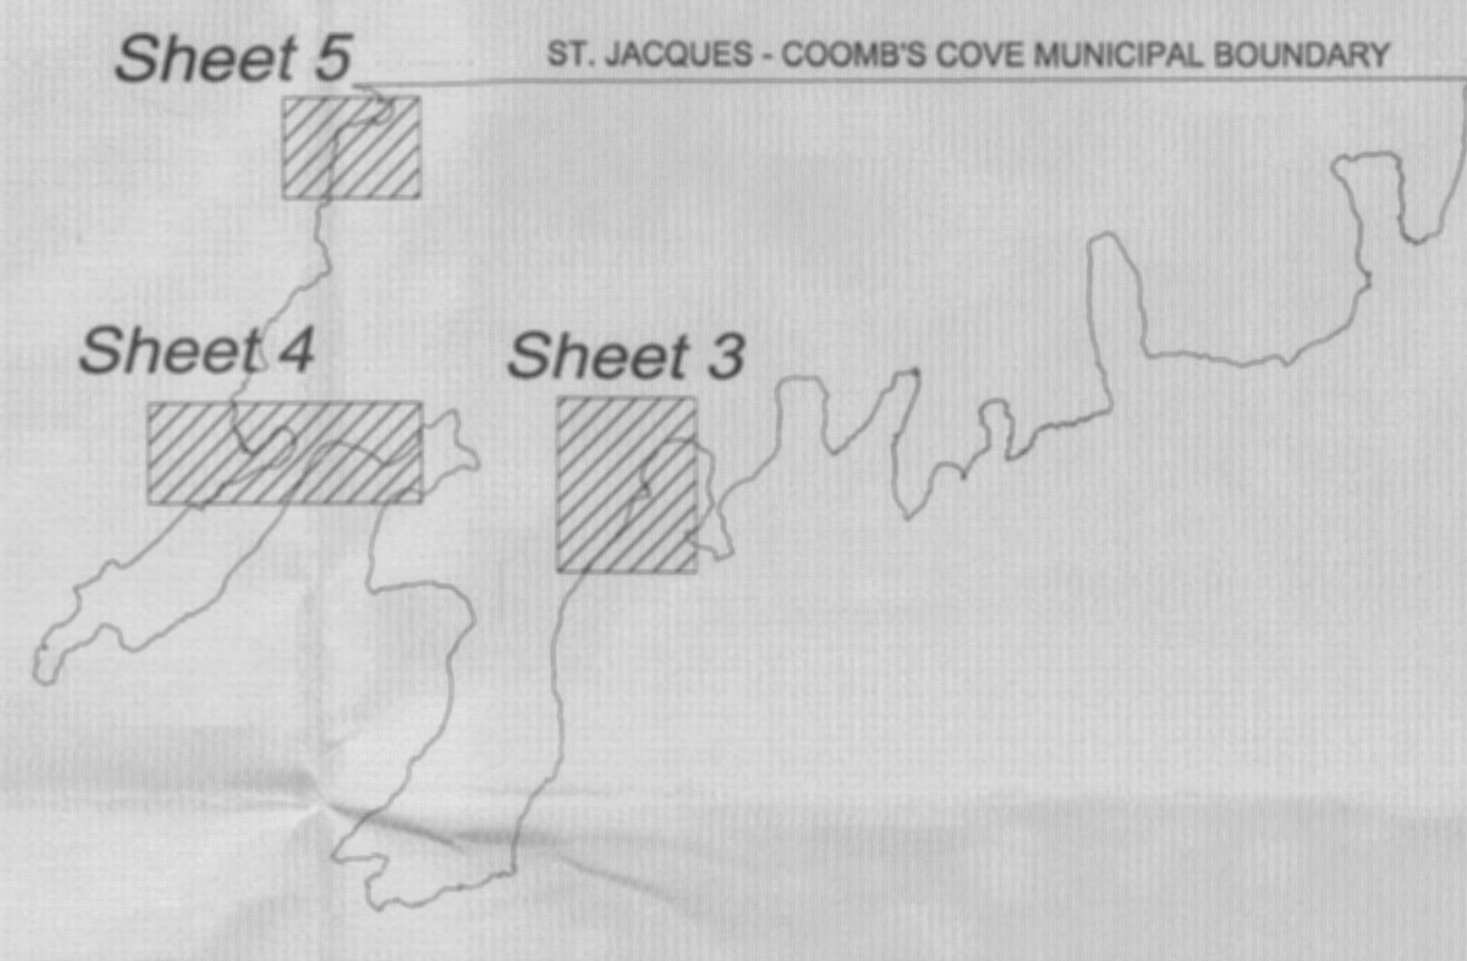 Sheet 5
ST. JACQUES - COOMB'S COVE MUNICIPAL BOUNDARY
Sheet 4
Sheet 3